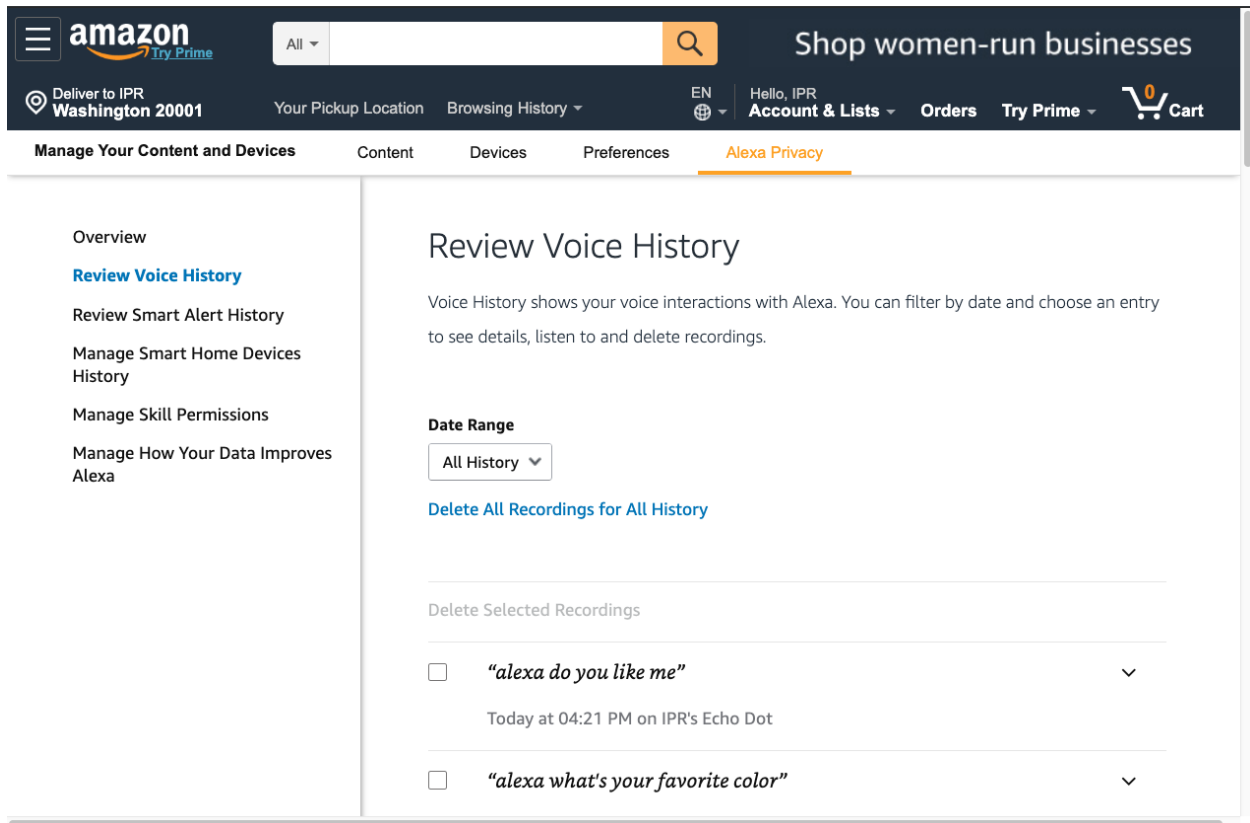 amazon
Try Prime
All
Shop women-run businesses
Deliver to IPR
Washington 20001
Your Pickup Location
Browsing History
EN
Hello, IPR
Account & Lists
Orders
Try Prime
0
Cart
Manage Your Content and Devices
Content
Devices
Preferences
Alexa Privacy
Overview
Review Voice History
Review Smart Alert History
Manage Smart Home Devices
History
Manage Skill Permissions
Manage How Your Data Improves
Alexa
Review Voice History
Voice History shows your voice interactions with Alexa. You can filter by date and choose an entry
to see details, listen to and delete recordings.
Date Range
All History
Delete All Recordings for All History
Delete Selected Recordings
“alexa do you like me”
Today at 04:21 PM on IPR's Echo Dot
“alexa what's your favorite color”